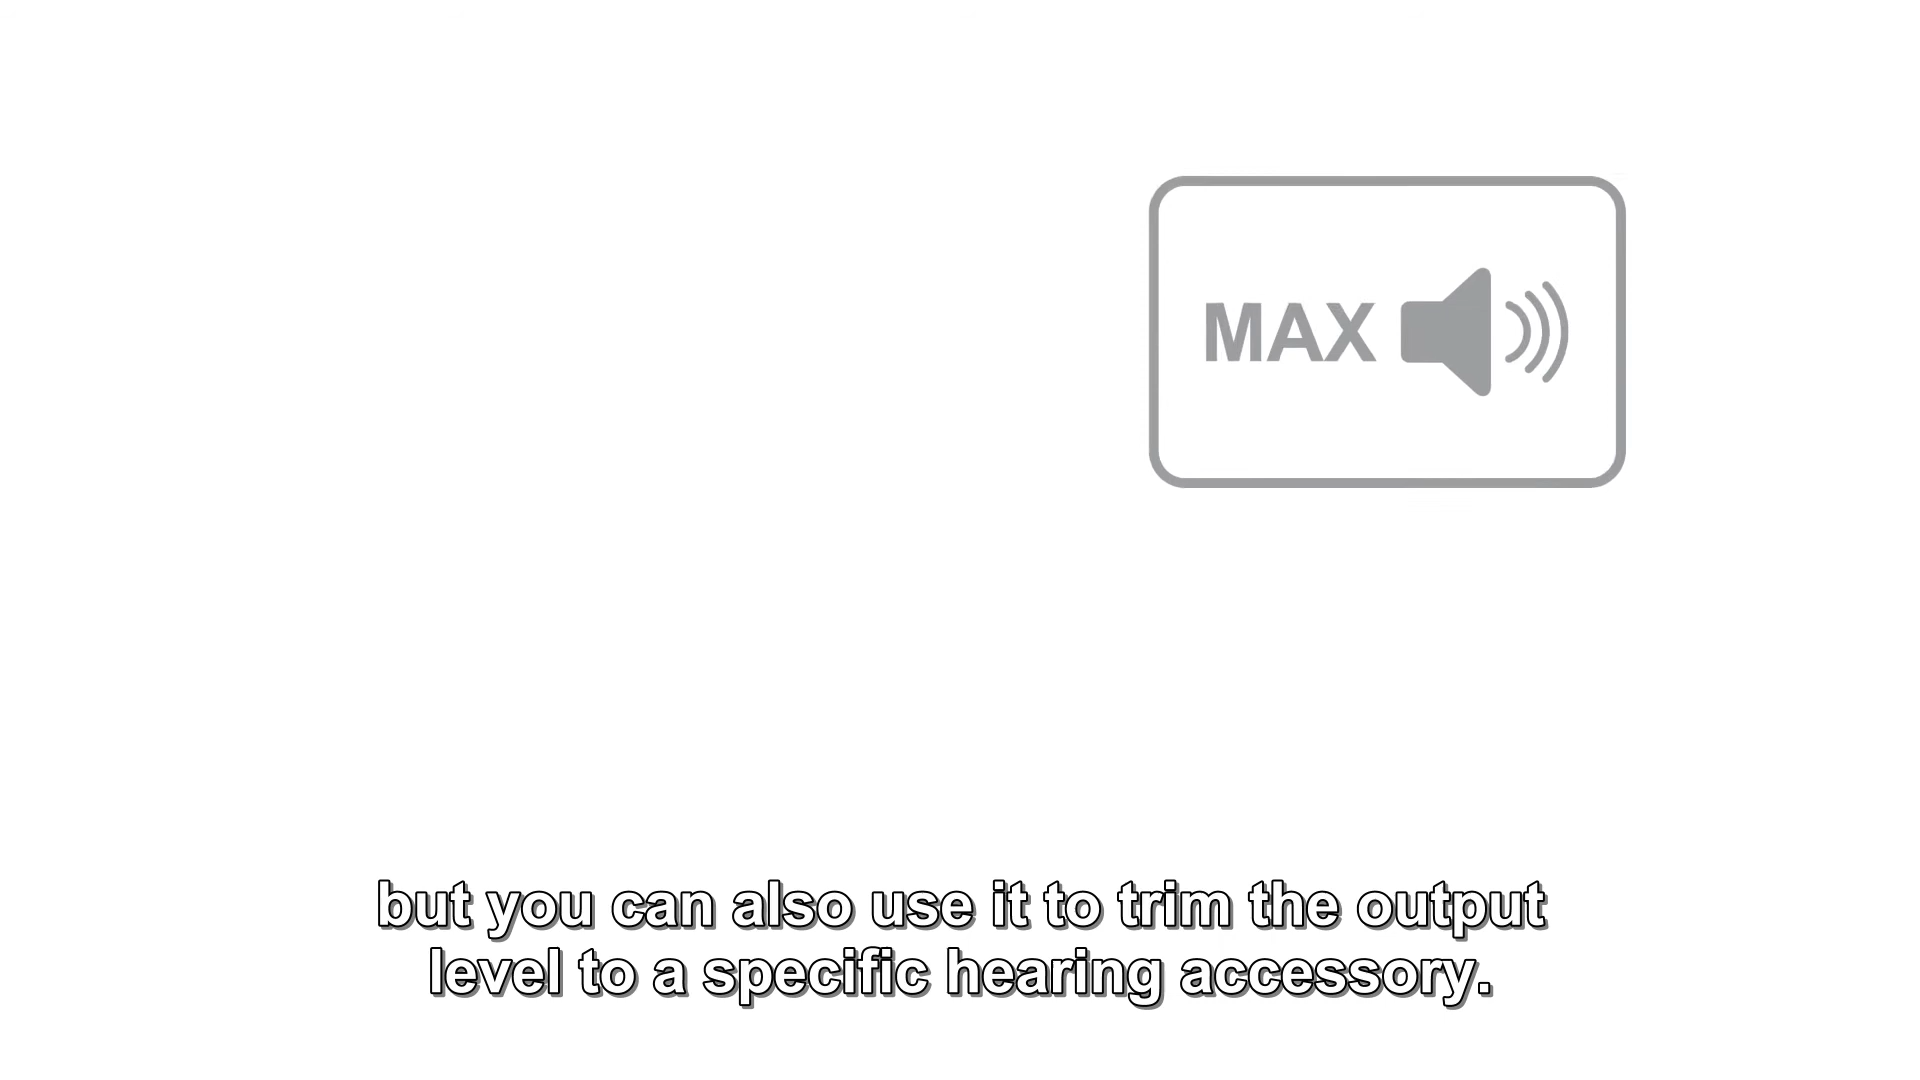 MAX
but you can also use it to trim the output
level to a specific hearing accessory.